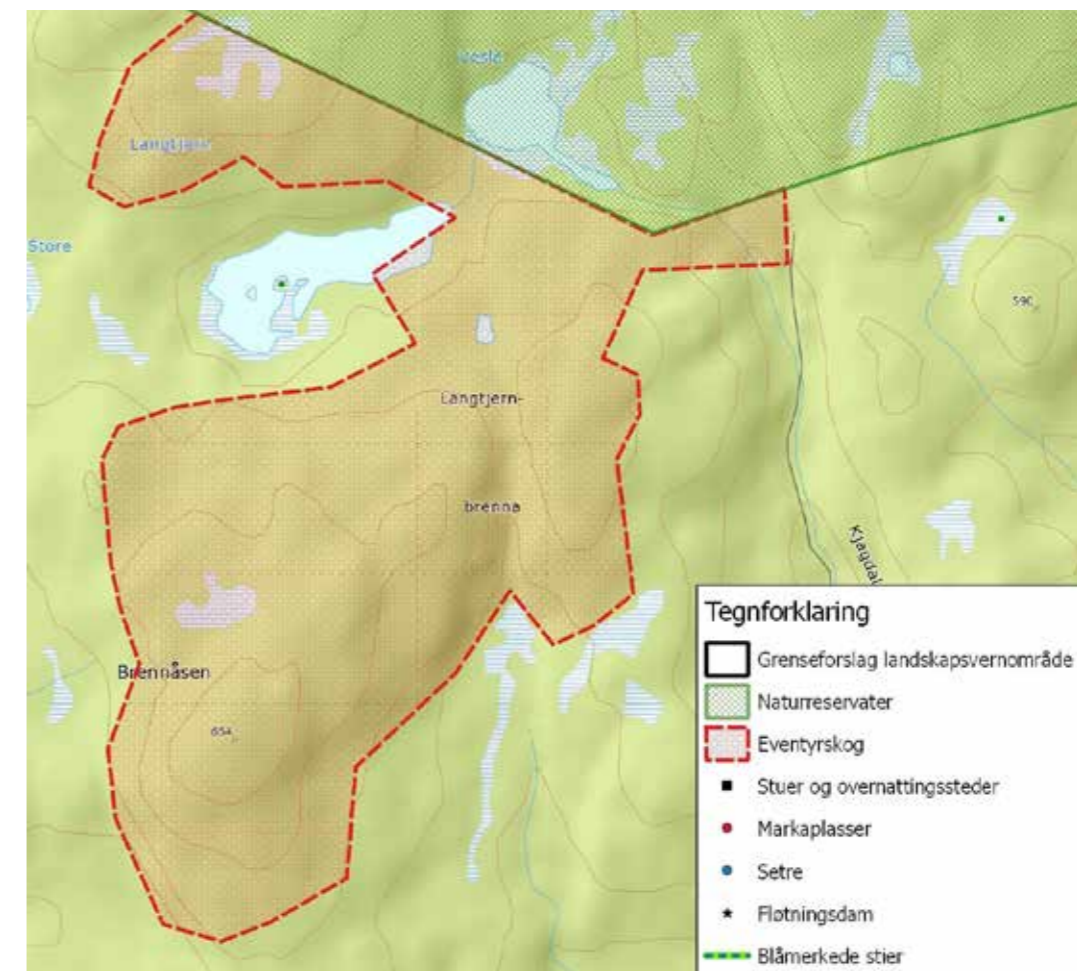 Vesle
Langtjern
Store
590
Langtjern-
brenna
Kjagdal
Brennåsen
654
Tegnforklaring
Grenseforslag landskapsvernområde
Naturreservater
Eventyrskog
Stuer og overnattingssteder
Markaplasser
Setre
Fløtningsdam
Blåmerkede stier